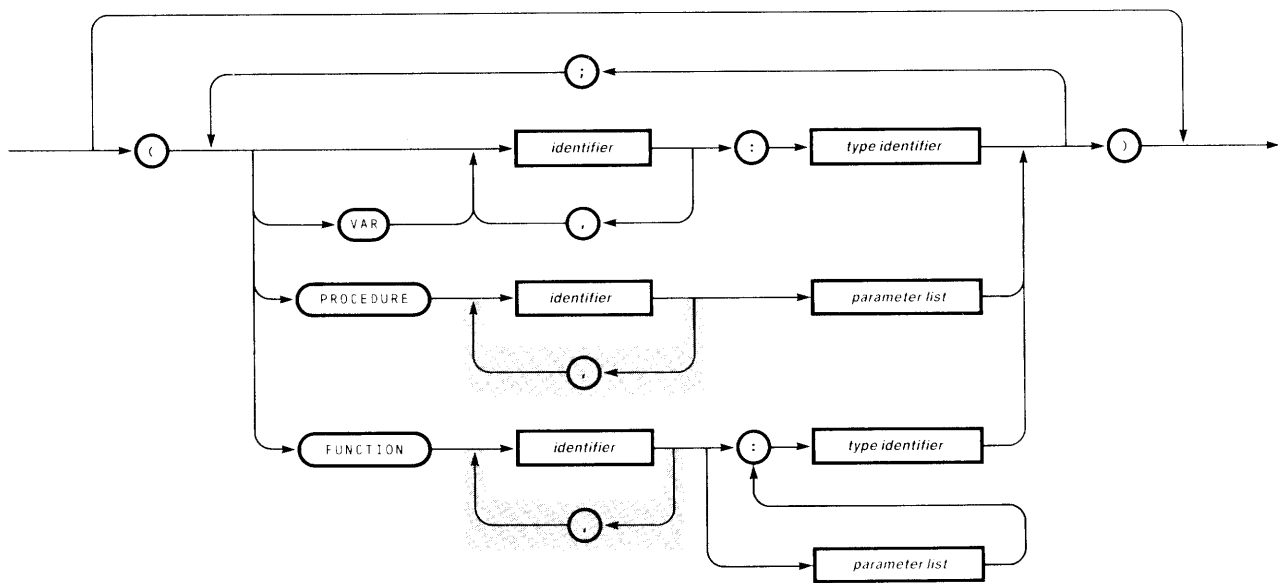 ;
( identifier : type identifier )
VAR ,
PROCEDURE identifier parameter list
,
FUNCTION identifier : type identifier
,
parameter list